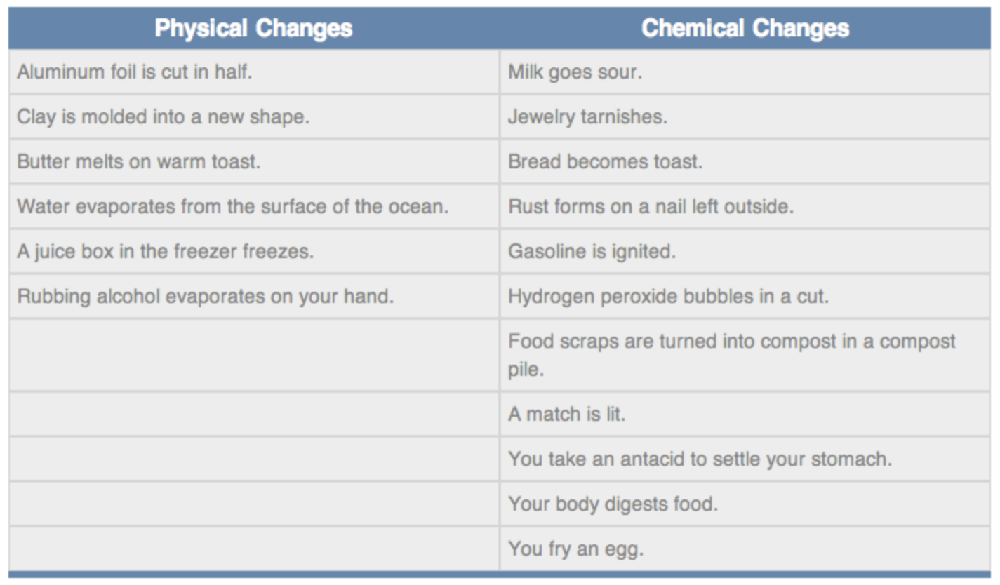 Physical Changes Chemical Changes
Aluminum foil is cut in half. Milk goes sour.
Clay is molded into a new shape. Jewelry tarnishes.
Butter melts on warm toast. Bread becomes toast.
Water evaporates from the surface of the ocean. Rust forms on a nail left outside.
A juice box in the freezer freezes. Gasoline is ignited.
Rubbing alcohol evaporates on your hand. Hydrogen peroxide bubbles in a cut.
Food scraps are turned into compost in a compost
pile.
A match is lit.
You take an antacid to settle your stomach.
Your body digests food.
You fry an egg.